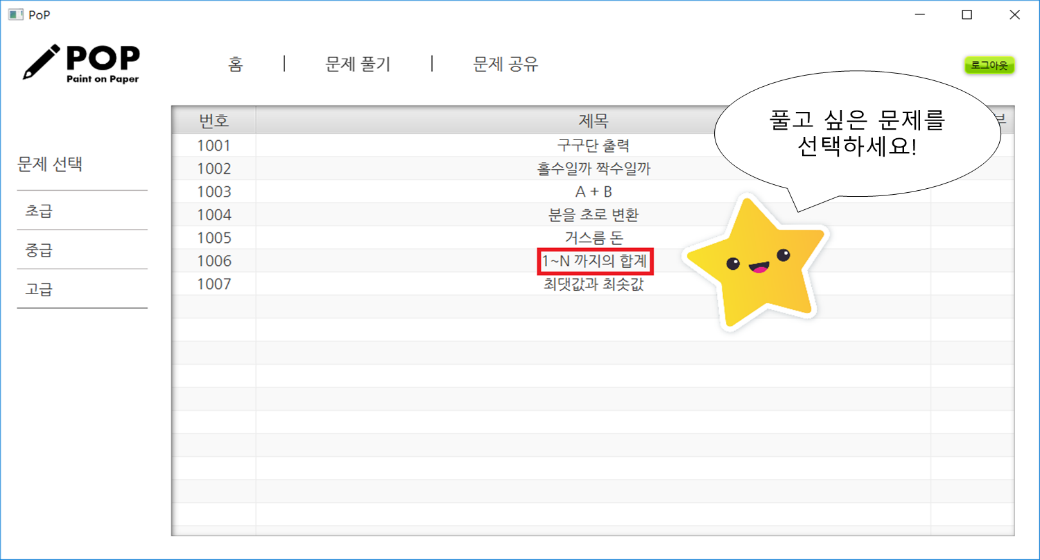 PoP
POP
Paint on Paper
홈 | 문제 풀기 | 문제 공유
로그아웃
풀고 싶은 문제를
선택하세요!
문제 선택
초급
중급
고급
번호 제목 부
1001 구구단 출력
1002 홀수일까 짝수일까
1003 A + B
1004 분을 초로 변환
1005 거스름 돈
1006 1~N 까지의 합계
1007 최댓값과 최솟값